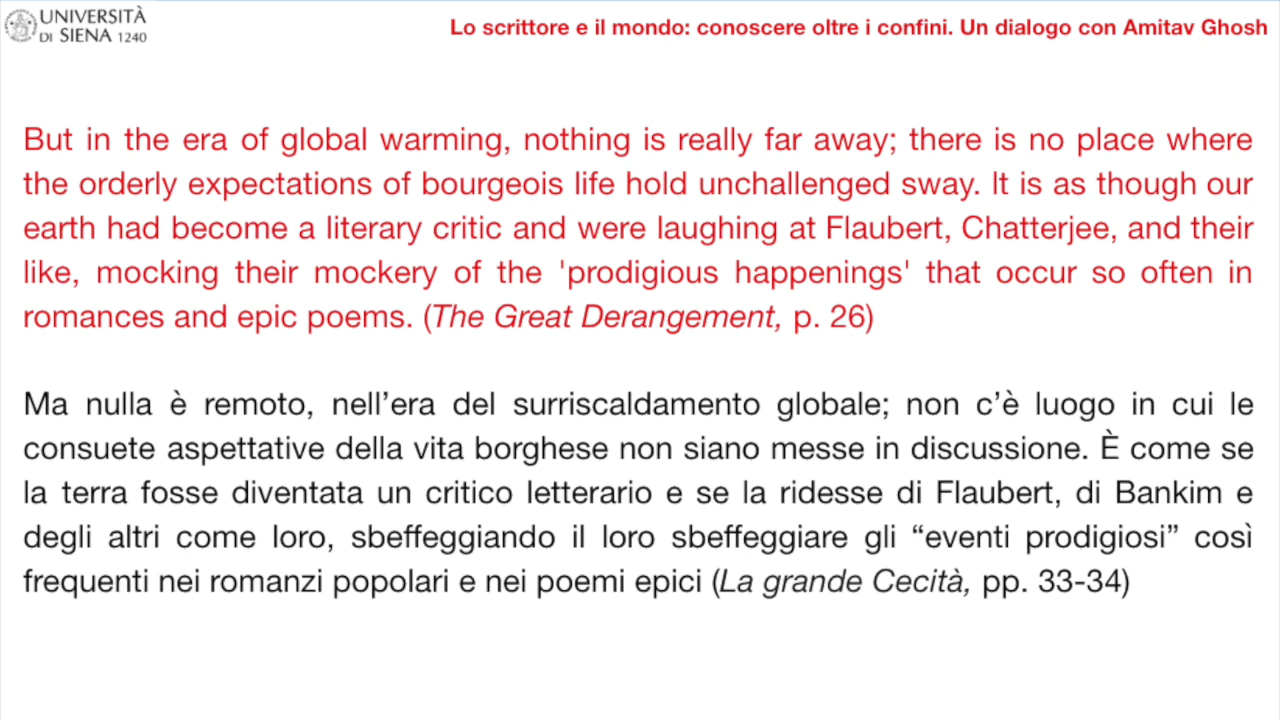 UNIVERSITÀ
DI SIENA 1240
Lo scrittore e il mondo: conoscere oltre i confini. Un dialogo con Amitav Ghosh
But in the era of global warming, nothing is really far away; there is no place where
the orderly expectations of bourgeois life hold unchallenged sway. It is as though our
earth had become a literary critic and were laughing at Flaubert, Chatterjee, and their
like, mocking their mockery of the 'prodigious happenings' that occur so often in
romances and epic poems. (The Great Derangement, p. 26)
Ma nulla è remoto, nell’era del surriscaldamento globale; non c’è luogo in cui le
consuete aspettative della vita borghese non siano messe in discussione. È come se
la terra fosse diventata un critico letterario e se la ridesse di Flaubert, di Bankim e
degli altri come loro, sbeffeggiando il loro sbeffeggiare gli “eventi prodigiosi” così
frequenti nei romanzi popolari e nei poemi epici (La grande Cecità, pp. 33-34)